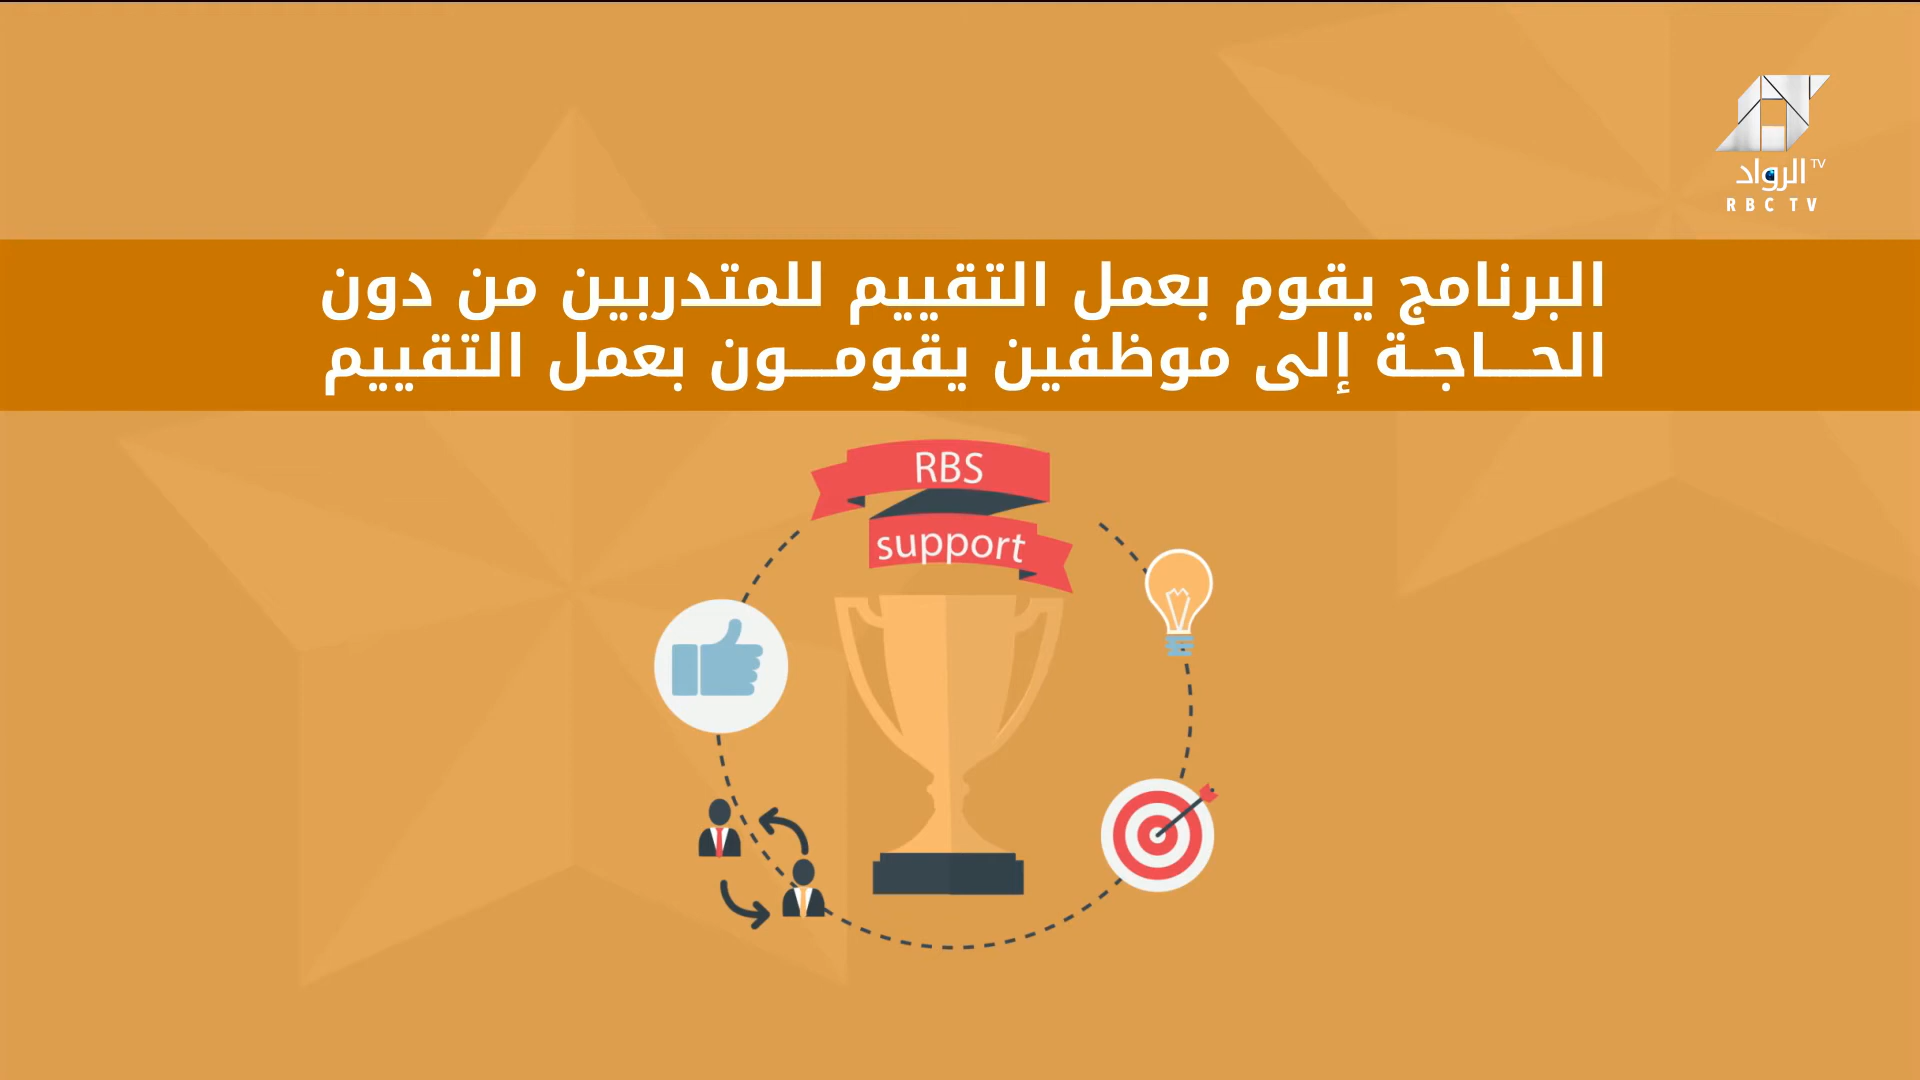 الرواد TV
RBC TV
البرنامج يقوم بعمل التقييم للمتدربين من دون
الحـــاجـة إلى موظفين يقومـــون بعمل التقييم
RBS
support